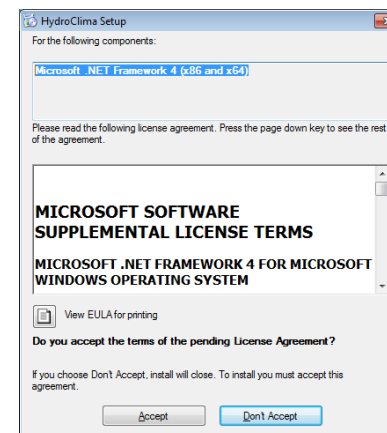 HydroClima Setup
For the following components:
Microsoft .NET Framework 4 (x86 and x64)
Please read the following license agreement. Press the page down key to see the rest
of the agreement.
MICROSOFT SOFTWARE
SUPPLEMENTAL LICENSE TERMS
MICROSOFT .NET FRAMEWORK 4 FOR MICROSOFT
WINDOWS OPERATING SYSTEM
View EULA for printing
Do you accept the terms of the pending License Agreement?
If you choose Don't Accept, install will close. To install you must accept this
agreement.
Accept Don't Accept